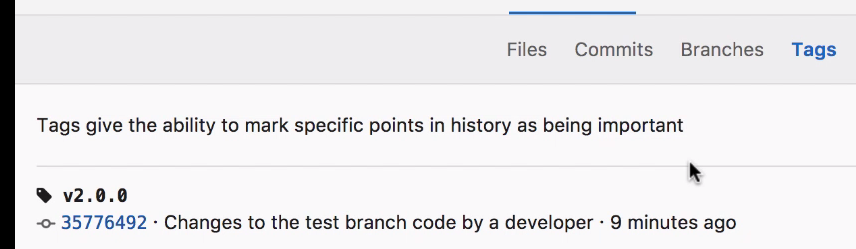 Files Commits Branches Tags
Tags give the ability to mark specific points in history as being important
v2.0.0
35776492 · Changes to the test branch code by a developer · 9 minutes ago